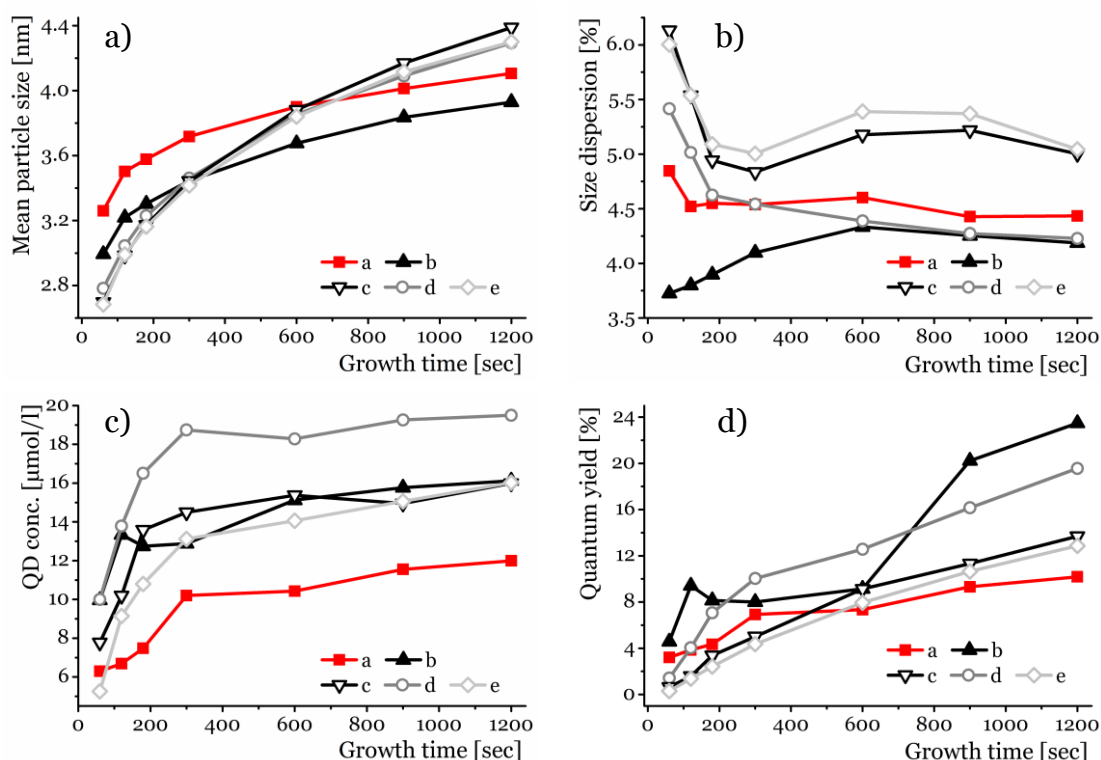 a)
Mean particle size [nm]
4.4
4.0
3.6
3.2
2.8
a b
c d e
0 200 400 600 800 1000 1200
Growth time [sec]
b)
Size dispersion [%]
6.0
5.5
5.0
4.5
4.0
3.5
a b
c d e
0 200 400 600 800 1000 1200
Growth time [sec]
c)
QD conc. [µmol/l]
20
18
16
14
12
10
8
6
a b
c d e
0 200 400 600 800 1000 1200
Growth time [sec]
d)
Quantum yield [%]
24
20
16
12
8
4
0
a b
c d e
0 200 400 600 800 1000 1200
Growth time [sec]